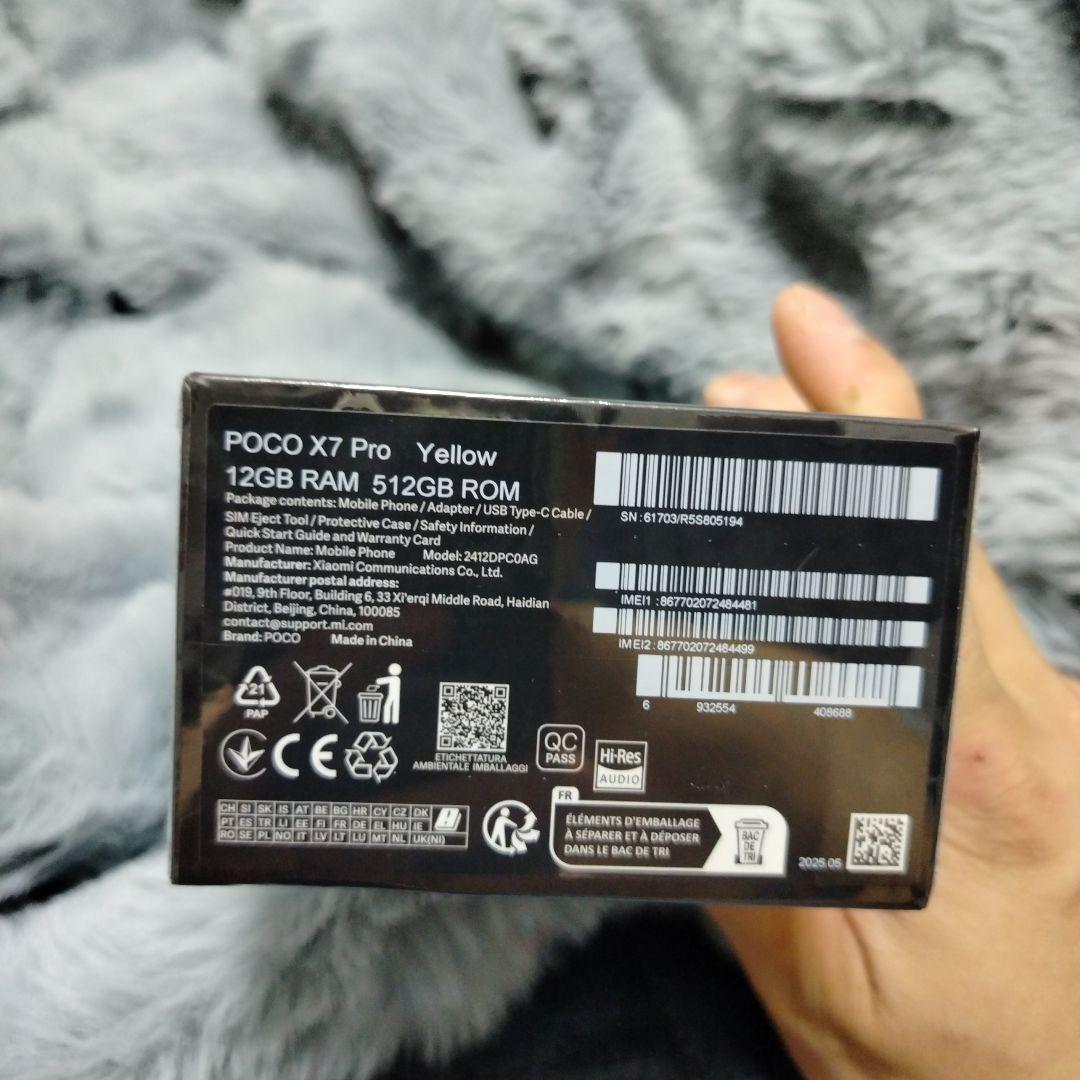 POCO X7 Pro Yellow
12GB RAM 512GB ROM
Package contents: Mobile Phone / Adapter / USB Type-C Cable /
SIM Eject Tool / Protective Case / Safety Information /
Quick Start Guide and Warranty Card
Product Name: Mobile Phone Model: 2412DPC0AG
Manufacturer: Xiaomi Communications Co., Ltd.
Manufacturer postal address:
#019, 9th Floor, Building 6, 33 Xi'erqi Middle Road, Haidian
District, Beijing, China, 100085
contact@support.mi.com
Brand: POCO Made in China
SN : 61703/R5S805194
IMEI1 : 867702072484481
IMEI2 : 867702072484499
6 932554 408688
21
PAP
CE
ETICHETTATURA
AMBIENTALE IMBALLAGGI
QC
PASS
Hi-Res
AUDIO
CH SI SK IS AT BE BG HR CY CZ DK
PT ES TR LI EE FI FR DE EL HU IE
RO SE PL NO IT LV LT LU MT NL UK(NI)
FR
ÉLÉMENTS D'EMBALLAGE
À SÉPARER ET À DÉPOSER
DANS LE BAC DE TRI
BAC
DE
TRI
2025.05